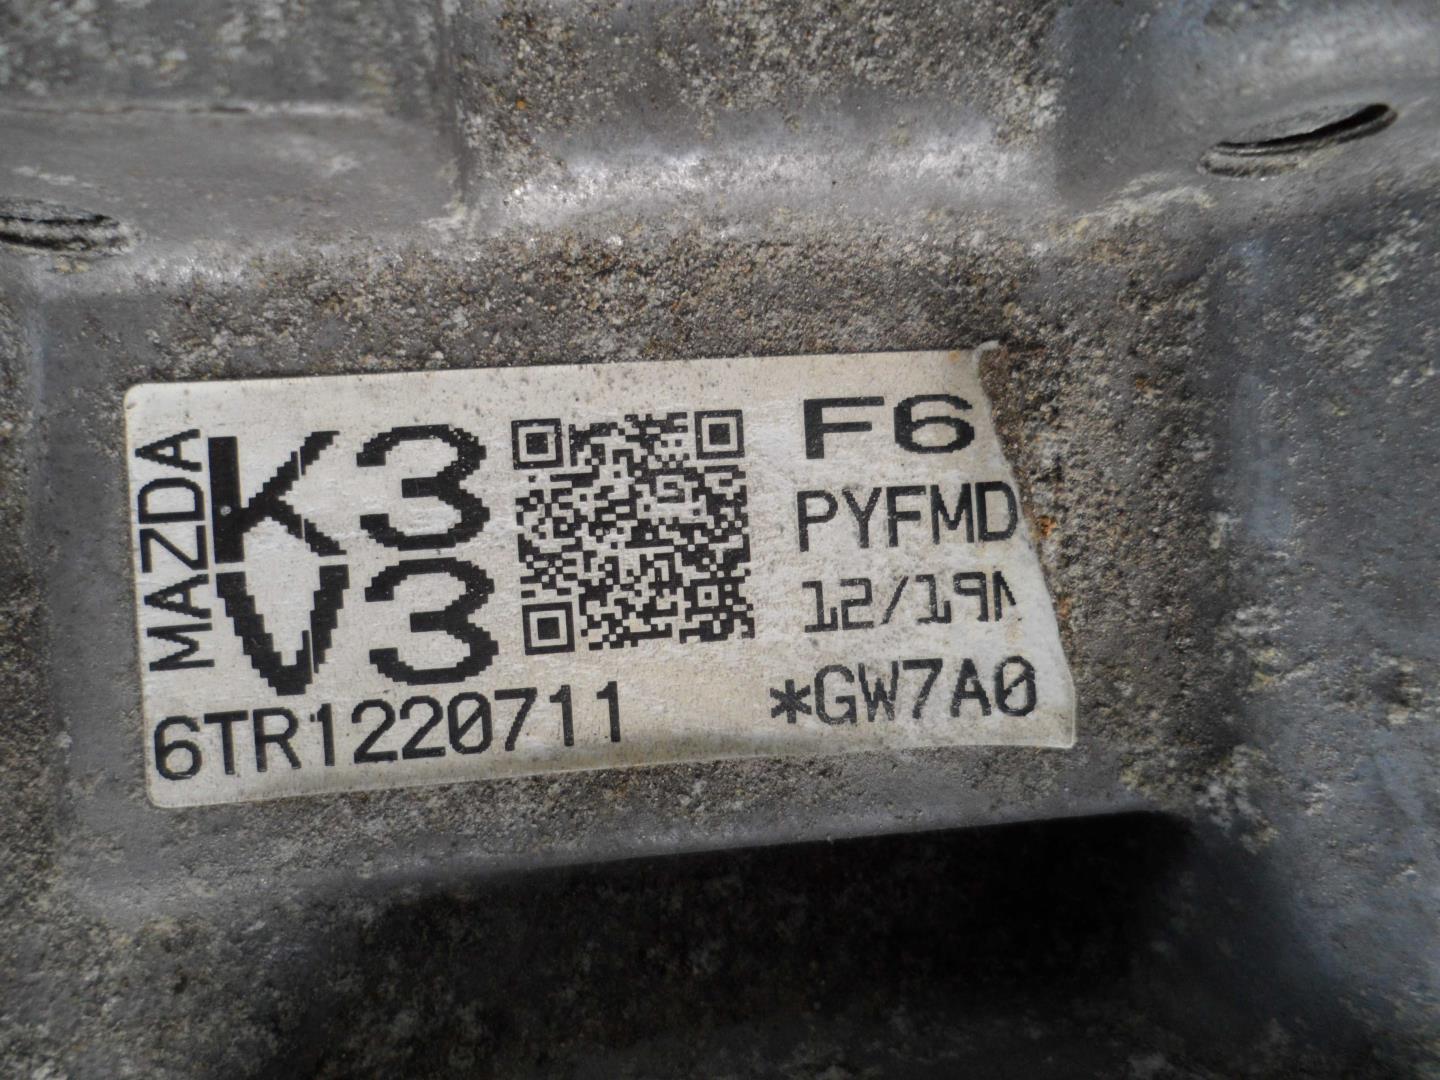 MAZDA
K3
V3
6TR1220711
F6
PYFMD
12/19
*GW7A0